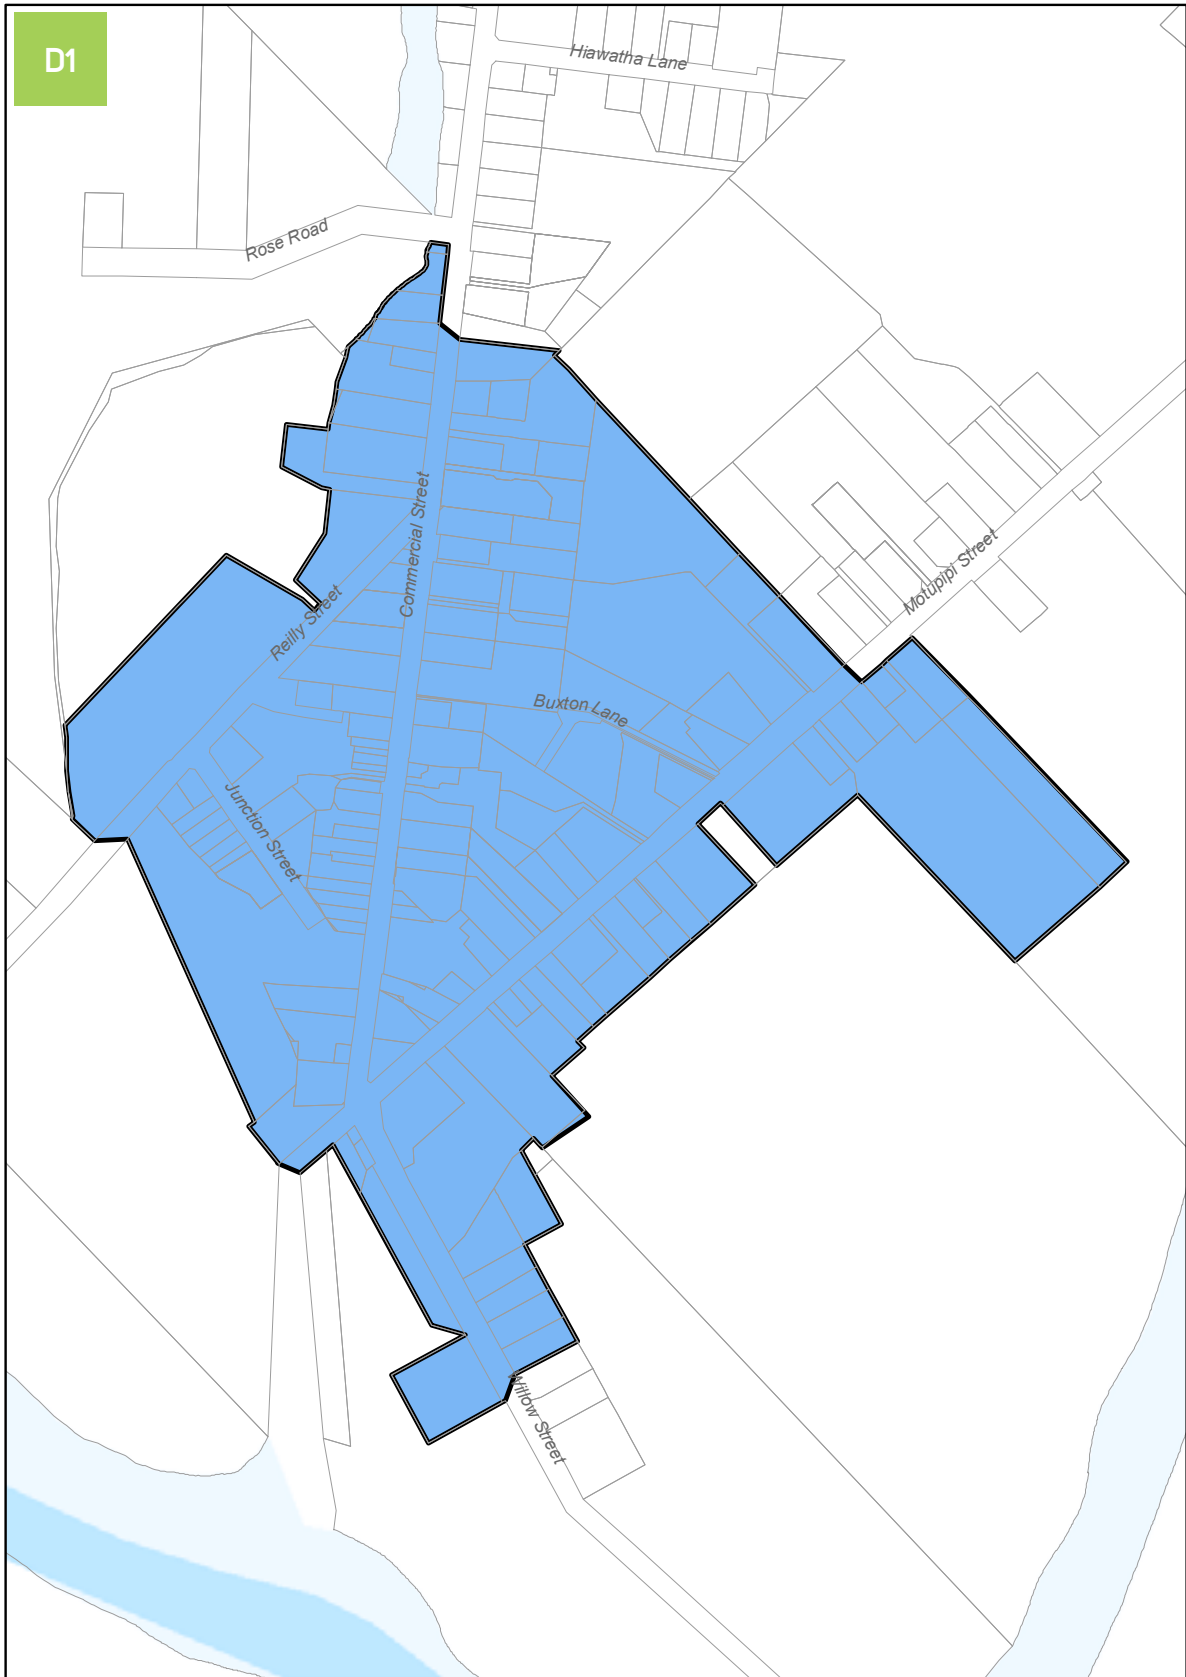 D1
Hiawatha Lane
Rose Road
Commercial Street
Motupipi Street
Reilly Street
Buxton Lane
Junction Street
Willow Street